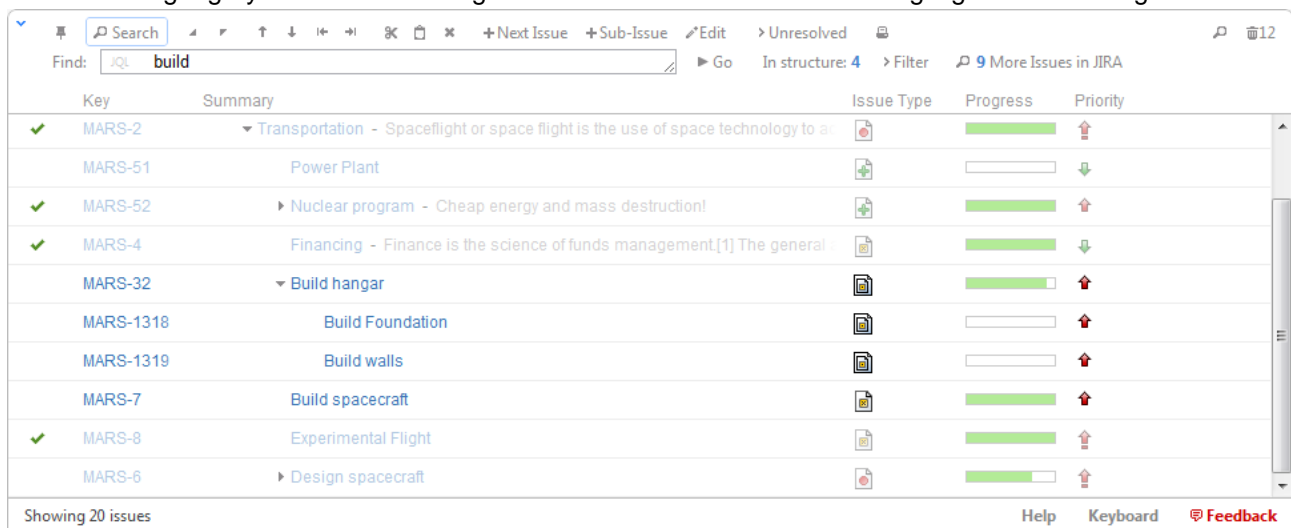 Search +Next Issue +Sub-Issue Edit >Unresolved 12
Find: JQL build Go In structure: 4 >Filter 9 More Issues in JIRA
Key Summary Issue Type Progress Priority
MARS-2 Transportation - Spaceflight or space flight is the use of space technology to
MARS-51 Power Plant
MARS-52 Nuclear program - Cheap energy and mass destruction!
MARS-4 Financing - Finance is the science of funds management.[1] The general
MARS-32 Build hangar
MARS-1318 Build Foundation
MARS-1319 Build walls
MARS-7 Build spacecraft
MARS-8 Experimental Flight
MARS-6 Design spacecraft
Showing 20 issues Help Keyboard Feedback